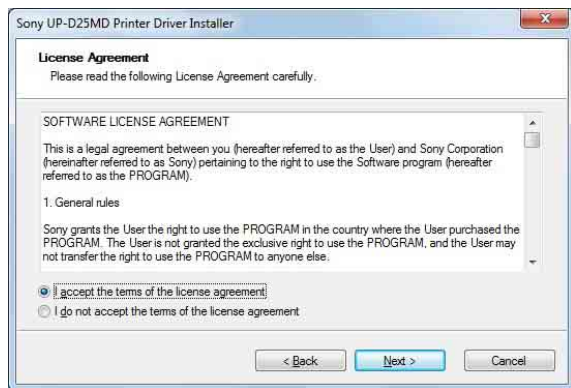 Sony UP-D25MD Printer Driver Installer
License Agreement
Please read the following License Agreement carefully.
SOFTWARE LICENSE AGREEMENT
This is a legal agreement between you (hereafter referred to as the User) and Sony Corporation
(hereinafter referred to as Sony) pertaining to the right to use the Software program (hereafter
referred to as the PROGRAM).
1. General rules
Sony grants the User the right to use the PROGRAM in the country where the User purchased the
PROGRAM. The User is not granted the exclusive right to use the PROGRAM, and the User may
not transfer the right to use the PROGRAM to anyone else.
I accept the terms of the license agreement
I do not accept the terms of the license agreement
< Back
Next >
Cancel